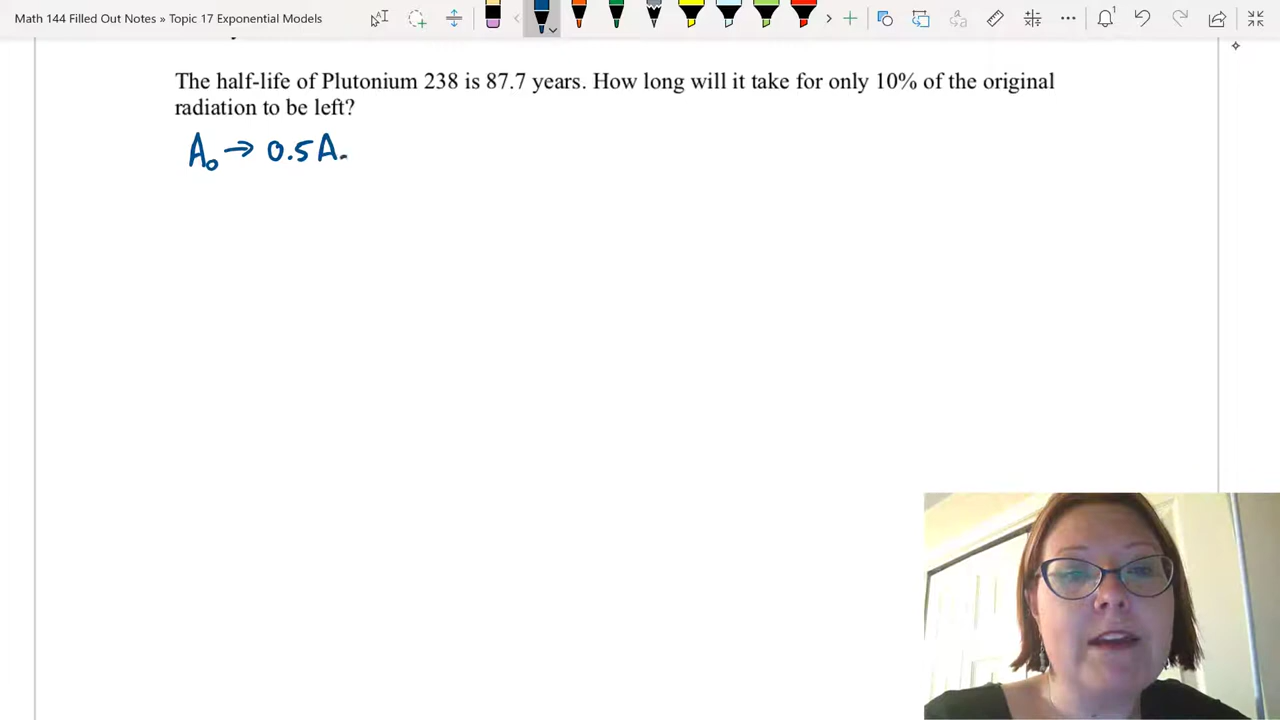 Math 144 Filled Out Notes » Topic 17 Exponential Models
The half-life of Plutonium 238 is 87.7 years. How long will it take for only 10% of the original
radiation to be left?
A₀ → 0.5A